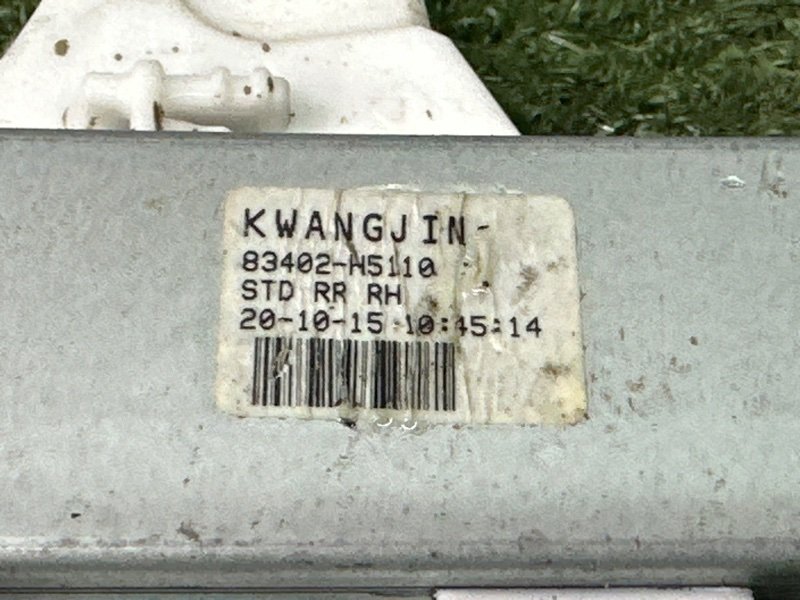 KWANGJIN
83402-H5110
STD RR RH
20-10-15 10:45:14